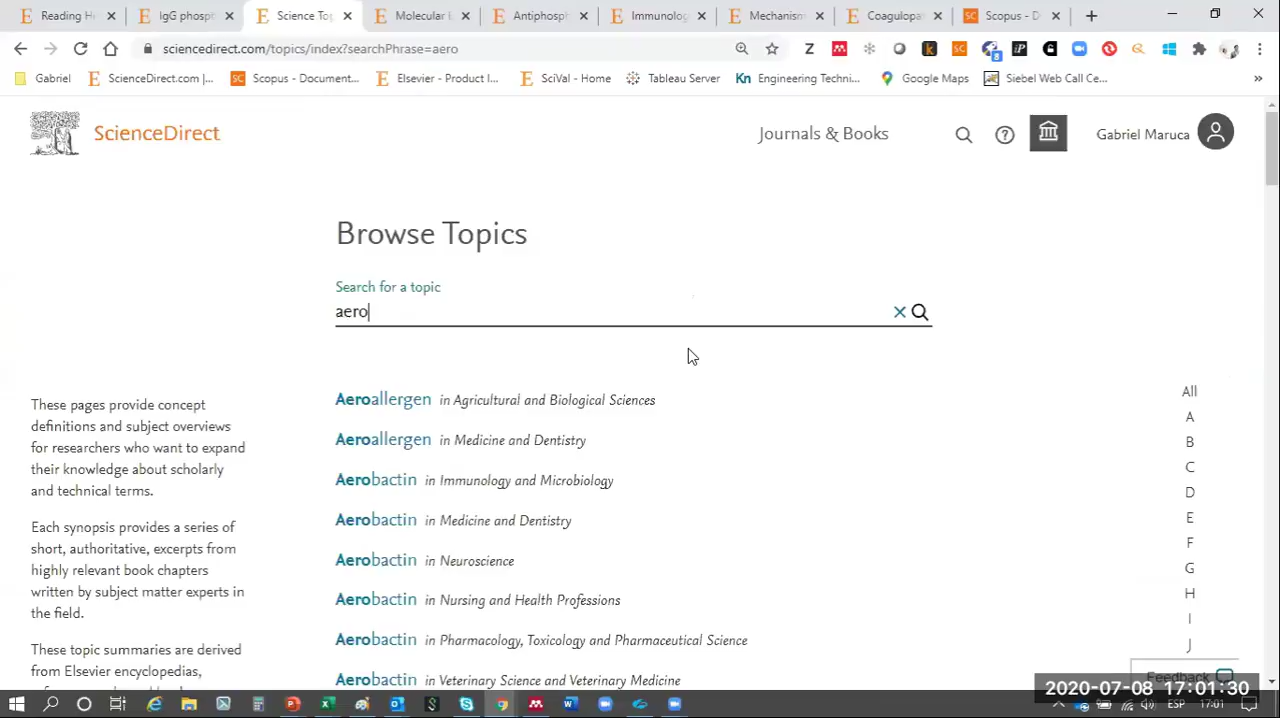 Reading He
IgG phosph
Science Top
Molecular i
Antiphosph
Immunolog
Mechanism
Coagulopat
Scopus - Do
sciencedirect.com/topics/index?searchPhrase=aero
Gabriel
ScienceDirect.com |...
Scopus - Document...
Elsevier - Product I...
SciVal - Home
Tableau Server
Kn Engineering Techni...
Google Maps
Siebel Web Call Ce...
»
ScienceDirect
Journals & Books
Gabriel Maruca
Browse Topics
Search for a topic
aero
These pages provide concept
definitions and subject overviews
for researchers who want to expand
their knowledge about scholarly
and technical terms.
Each synopsis provides a series of
short, authoritative, excerpts from
highly relevant book chapters
written by subject matter experts in
the field.
These topic summaries are derived
from Elsevier encyclopedias,
Aeroallergen in Agricultural and Biological Sciences
Aeroallergen in Medicine and Dentistry
Aerobactin in Immunology and Microbiology
Aerobactin in Medicine and Dentistry
Aerobactin in Neuroscience
Aerobactin in Nursing and Health Professions
Aerobactin in Pharmacology, Toxicology and Pharmaceutical Science
Aerobactin in Veterinary Science and Veterinary Medicine
All
A
B
C
D
E
F
G
H
I
J
Feedback
2020-07-08 17:01:30
ESP 17:01